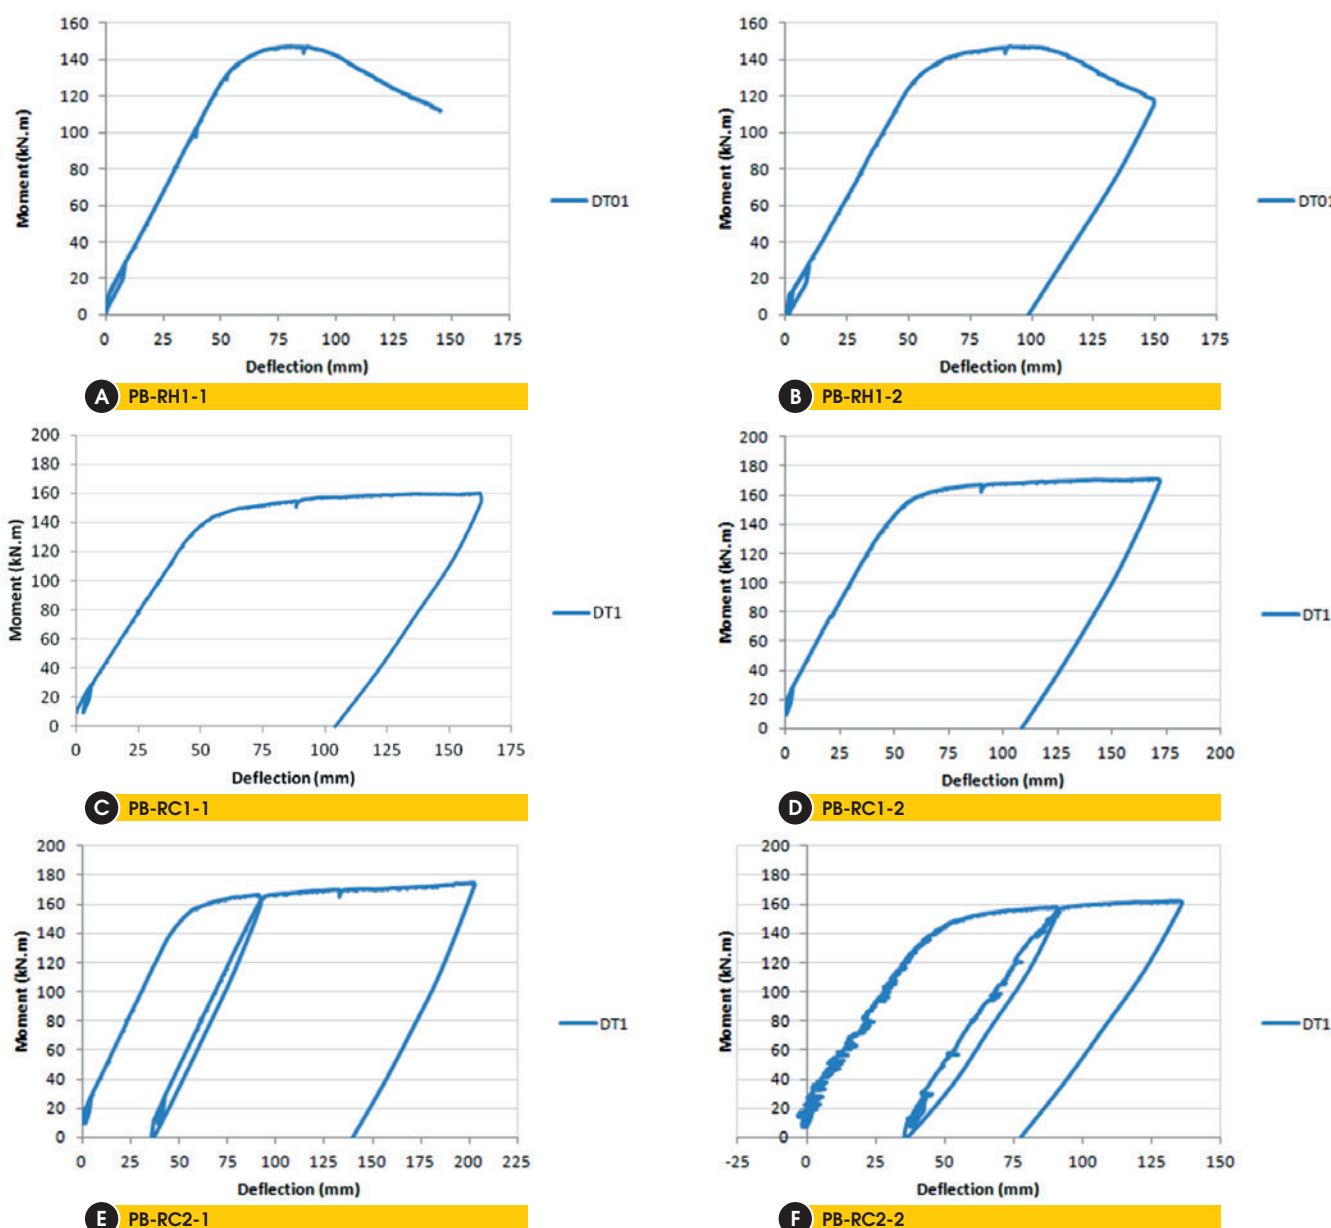 160
140
120
100
80
60
40
20
0
Moment (kN.m)
0 25 50 75 100 125 150 175
Deflection (mm)
DT01
A PB-RH1-1
160
140
120
100
80
60
40
20
0
Moment (kN.m)
0 25 50 75 100 125 150 175
Deflection (mm)
DT01
B PB-RH1-2
200
180
160
140
120
100
80
60
40
20
0
Moment (kN.m)
0 25 50 75 100 125 150 175
Deflection (mm)
DT1
C PB-RC1-1
200
180
160
140
120
100
80
60
40
20
0
Moment (kN.m)
0 25 50 75 100 125 150 175 200
Deflection (mm)
DT1
D PB-RC1-2
200
180
160
140
120
100
80
60
40
20
0
Moment (kN.m)
0 25 50 75 100 125 150 175 200 225
Deflection (mm)
DT1
E PB-RC2-1
200
180
160
140
120
100
80
60
40
20
0
Moment (kN.m)
-25 0 25 50 75 100 125 150
Deflection (mm)
DT1
F PB-RC2-2